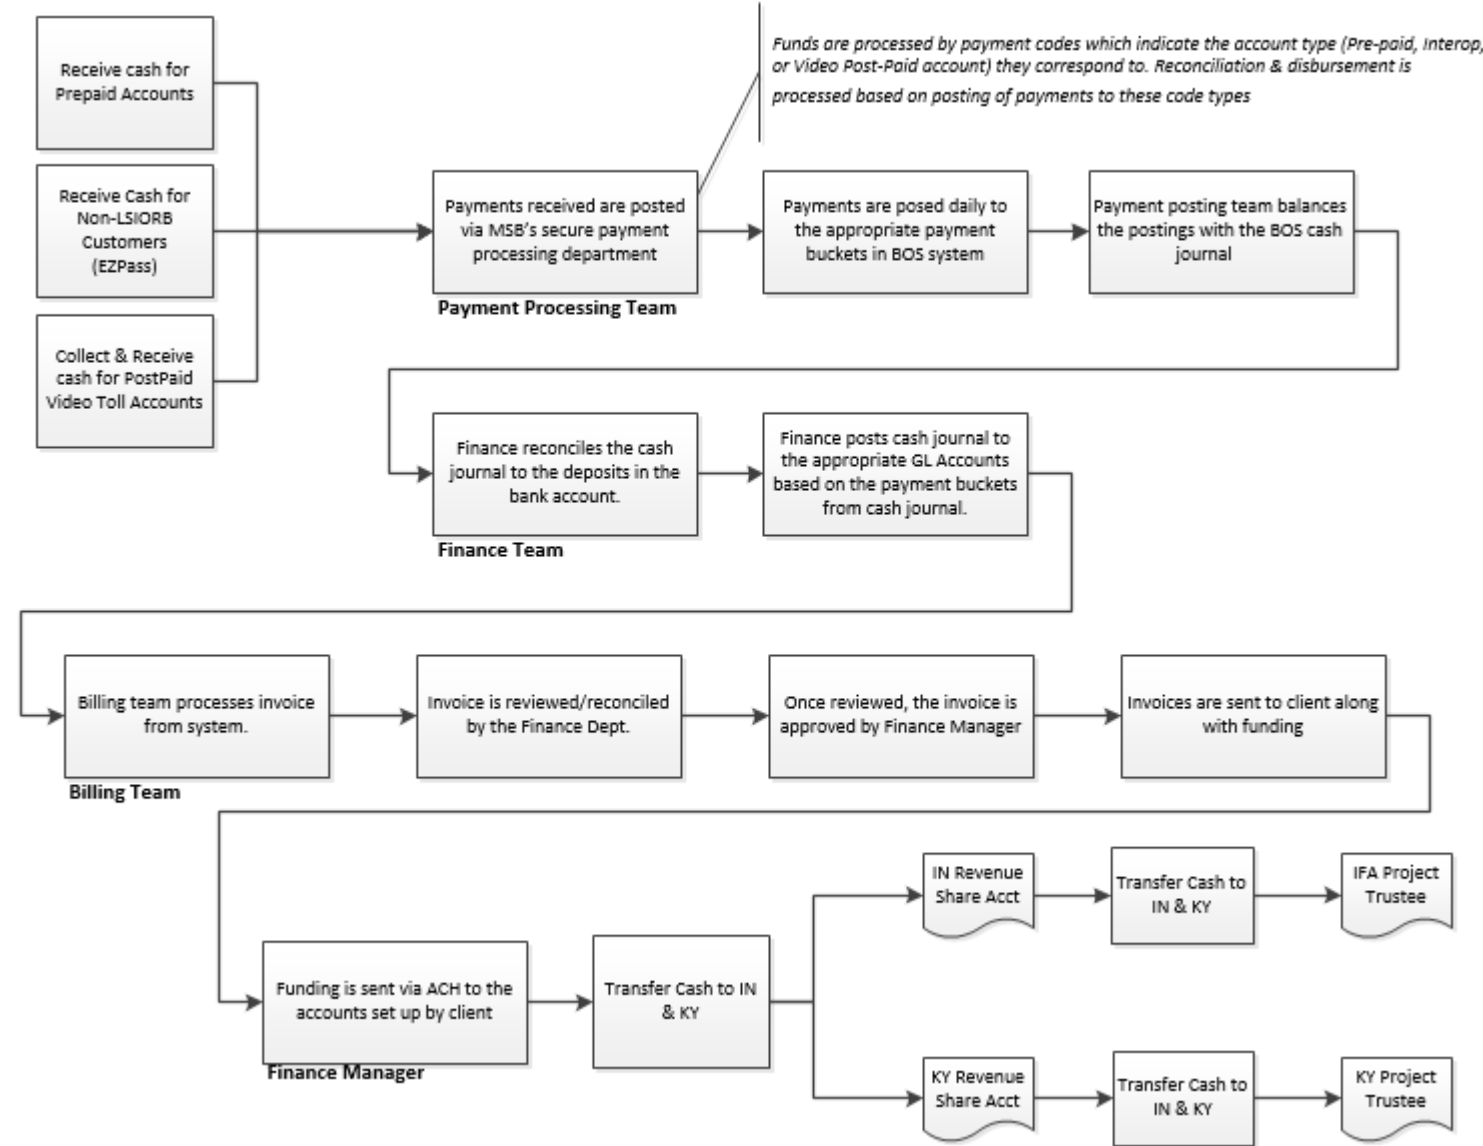 Funds are processed by payment codes which indicate the account type (Pre-paid, Interop,
or Video Post-Paid account) they correspond to. Reconciliation & disbursement is
processed based on posting of payments to these code types
Receive cash for
Prepaid Accounts
Receive Cash for
Non-LSIORB
Customers
(EZPass)
Collect & Receive
cash for PostPaid
Video Toll Accounts
Payments received are posted
via MSB's secure payment
processing department
Payment Processing Team
Payments are posed daily to
the appropriate payment
buckets in BOS system
Payment posting team balances
the postings with the BOS cash
journal
Finance reconciles the cash
journal to the deposits in the
bank account.
Finance Team
Finance posts cash journal to
the appropriate GL Accounts
based on the payment buckets
from cash journal.
Billing team processes invoice
from system.
Billing Team
Invoice is reviewed/reconciled
by the Finance Dept.
Once reviewed, the invoice is
approved by Finance Manager
Invoices are sent to client along
with funding
Funding is sent via ACH to the
accounts set up by client
Finance Manager
Transfer Cash to IN
& KY
IN Revenue
Share Acct
Transfer Cash to
IN & KY
IFA Project
Trustee
KY Revenue
Share Acct
Transfer Cash to
IN & KY
KY Project
Trustee